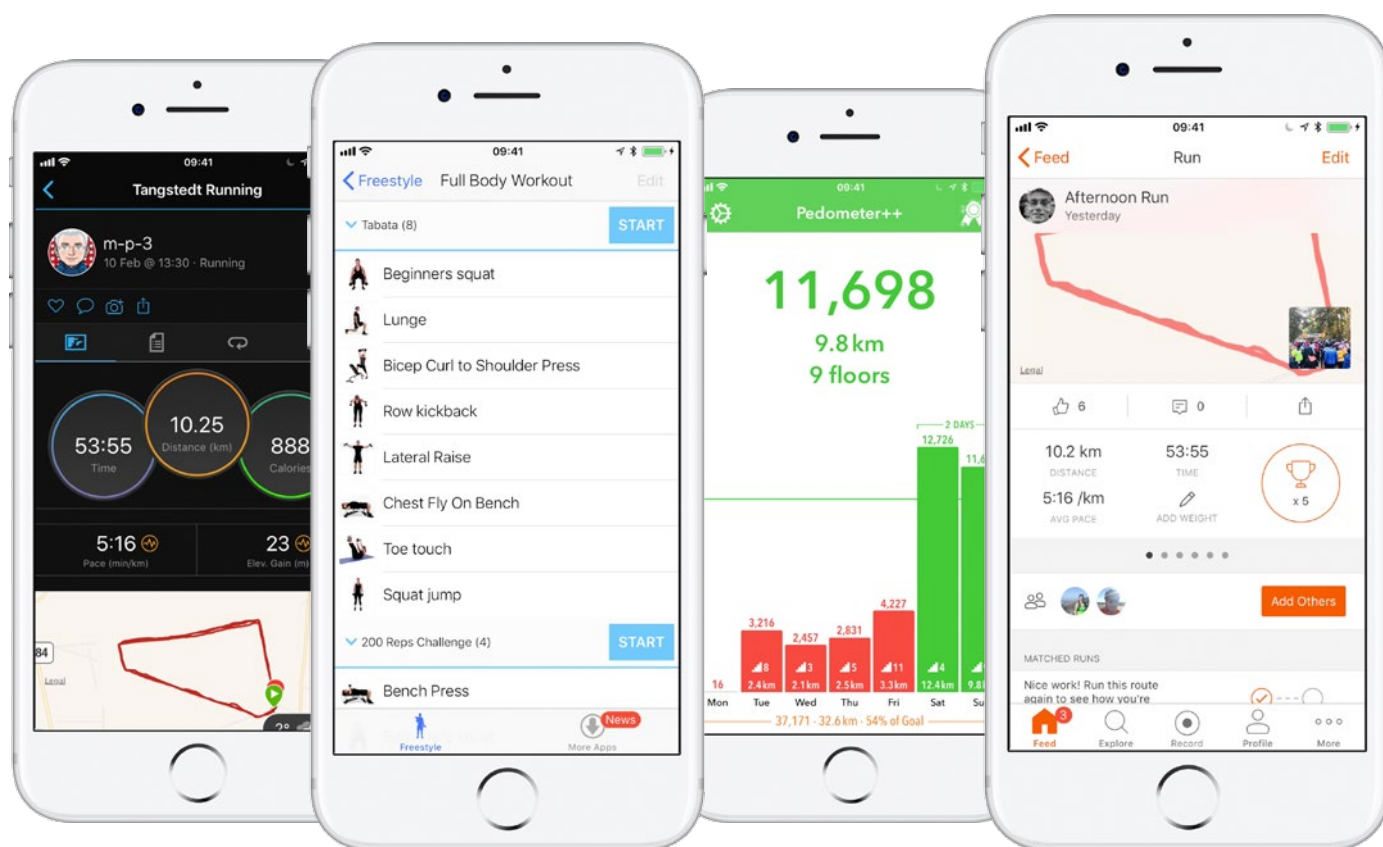 09:41
Tangstedt Running
m-p-3
10 Feb @ 13:30 · Running
53:55
Time
10.25
Distance (km)
888
Calories
5:16
Pace (min/km)
23
Elev. Gain (m)
84
Legal
2°
09:41
Freestyle
Full Body Workout
Edit
Tabata (8)
START
Beginners squat
Lunge
Bicep Curl to Shoulder Press
Row kickback
Lateral Raise
Chest Fly On Bench
Toe touch
Squat jump
200 Reps Challenge (4)
START
Bench Press
News
Freestyle
More Apps
09:41
Pedometer++
11,698
9.8 km
9 floors
2 DAYS
12,726
11,6
4,227
3,216
2,831
2,457
8
3
5
11
4
16
2.4 km
2.1 km
2.5 km
3.3 km
12.4 km
9.8
Mon
Tue
Wed
Thu
Fri
Sat
Su
37,171 · 32.6 km · 54% of Goal
09:41
Feed
Run
Edit
Afternoon Run
Yesterday
Legal
6
0
10.2 km
DISTANCE
53:55
TIME
5:16 /km
AVG PACE
ADD WEIGHT
x 5
Add Others
MATCHED RUNS
Nice work! Run this route
again to see how you're
3
Feed
Explore
Record
Profile
More